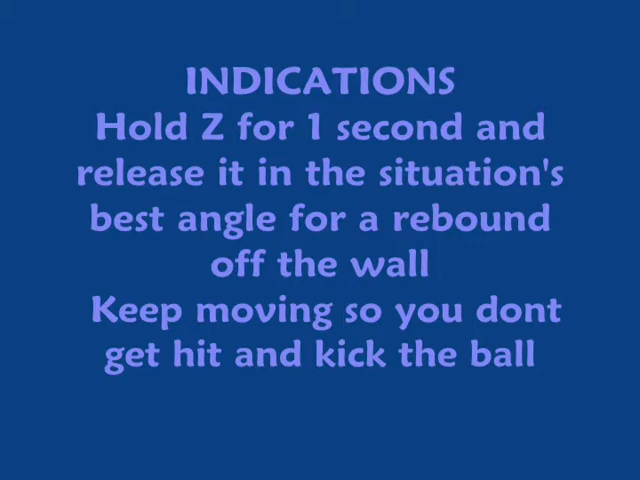 INDICATIONS
Hold Z for 1 second and
release it in the situation's
best angle for a rebound
off the wall
Keep moving so you dont
get hit and kick the ball